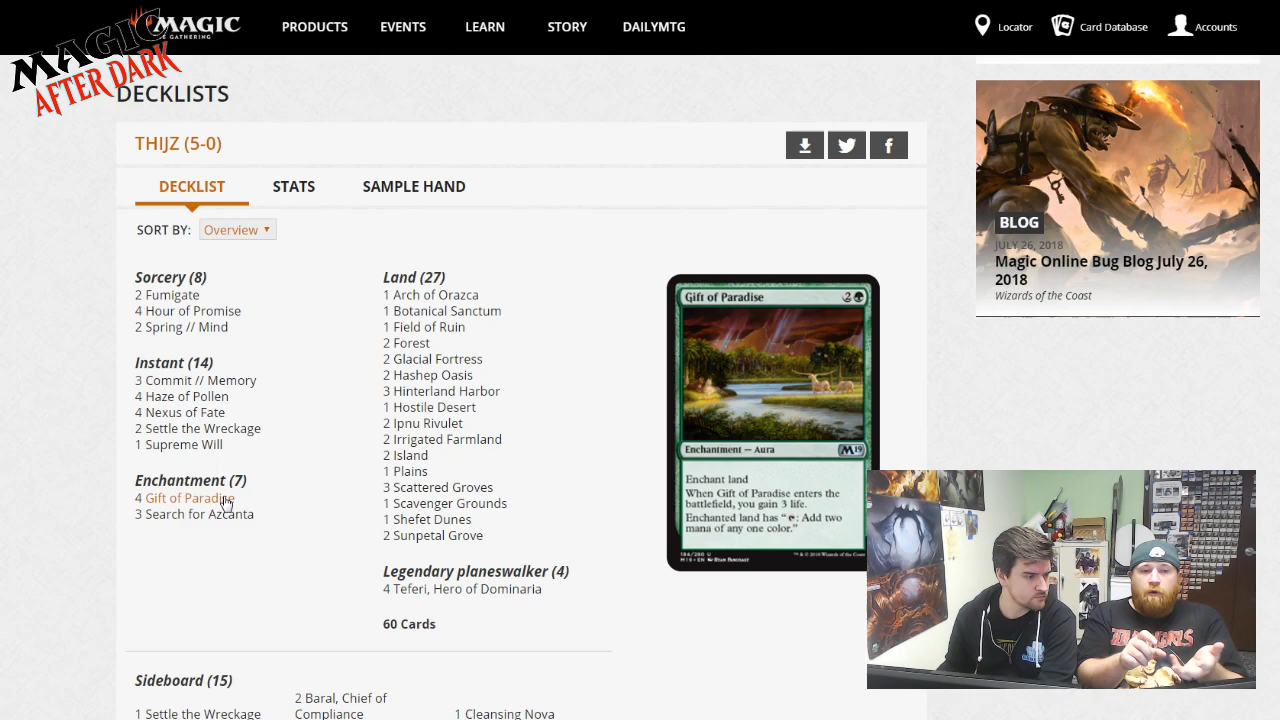 MAGIC
THE GATHERING
PRODUCTS
EVENTS
LEARN
STORY
DAILYMTG
Locator
Card Database
Accounts
MAGIC
AFTER DARK
DECKLISTS
THIJZ (5-0)
DECKLIST
STATS
SAMPLE HAND
SORT BY:
Overview
Sorcery (8)
2 Fumigate
4 Hour of Promise
2 Spring // Mind
Instant (14)
3 Commit // Memory
4 Haze of Pollen
4 Nexus of Fate
2 Settle the Wreckage
1 Supreme Will
Enchantment (7)
4 Gift of Paradise
3 Search for Azcanta
Land (27)
1 Arch of Orazca
1 Botanical Sanctum
1 Field of Ruin
2 Forest
2 Glacial Fortress
2 Hashep Oasis
3 Hinterland Harbor
1 Hostile Desert
2 Ipnu Rivulet
2 Irrigated Farmland
2 Island
1 Plains
3 Scattered Groves
1 Scavenger Grounds
1 Shefet Dunes
2 Sunpetal Grove
Legendary planeswalker (4)
4 Teferi, Hero of Dominaria
60 Cards
Gift of Paradise
2
Enchantment — Aura
M19
Enchant land
When Gift of Paradise enters the
battlefield, you gain 3 life.
Enchanted land has “: Add two
mana of any one color.”
Sideboard (15)
1 Settle the Wreckage
2 Baral, Chief of
Compliance
1 Cleansing Nova
BLOG
JULY 26, 2018
Magic Online Bug Blog July 26,
2018
Wizards of the Coast